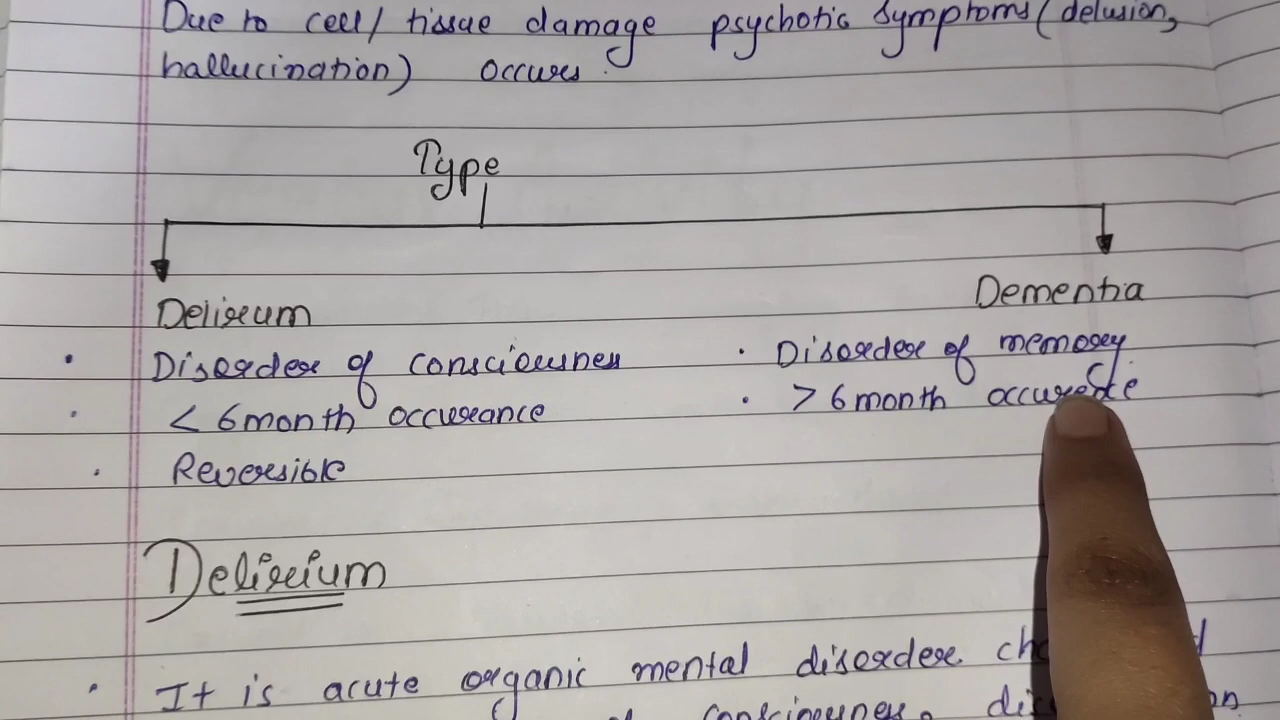 Due to cell/ tissue damage psychotic symptoms (delusion,
hallucination) occures.
Type
Delireum
Dementia
• Disorder of consciousness
• Disorder of memory
• < 6 month occurance
• > 6 month
• Reversible
Delirium
• It is acute organic mental disorder